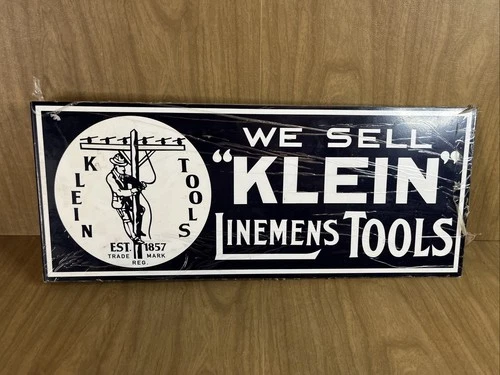 KLEIN TOOLS
EST. 1857
TRADE MARK
REG.
WE SELL
"KLEIN"
LINEMENS TOOLS